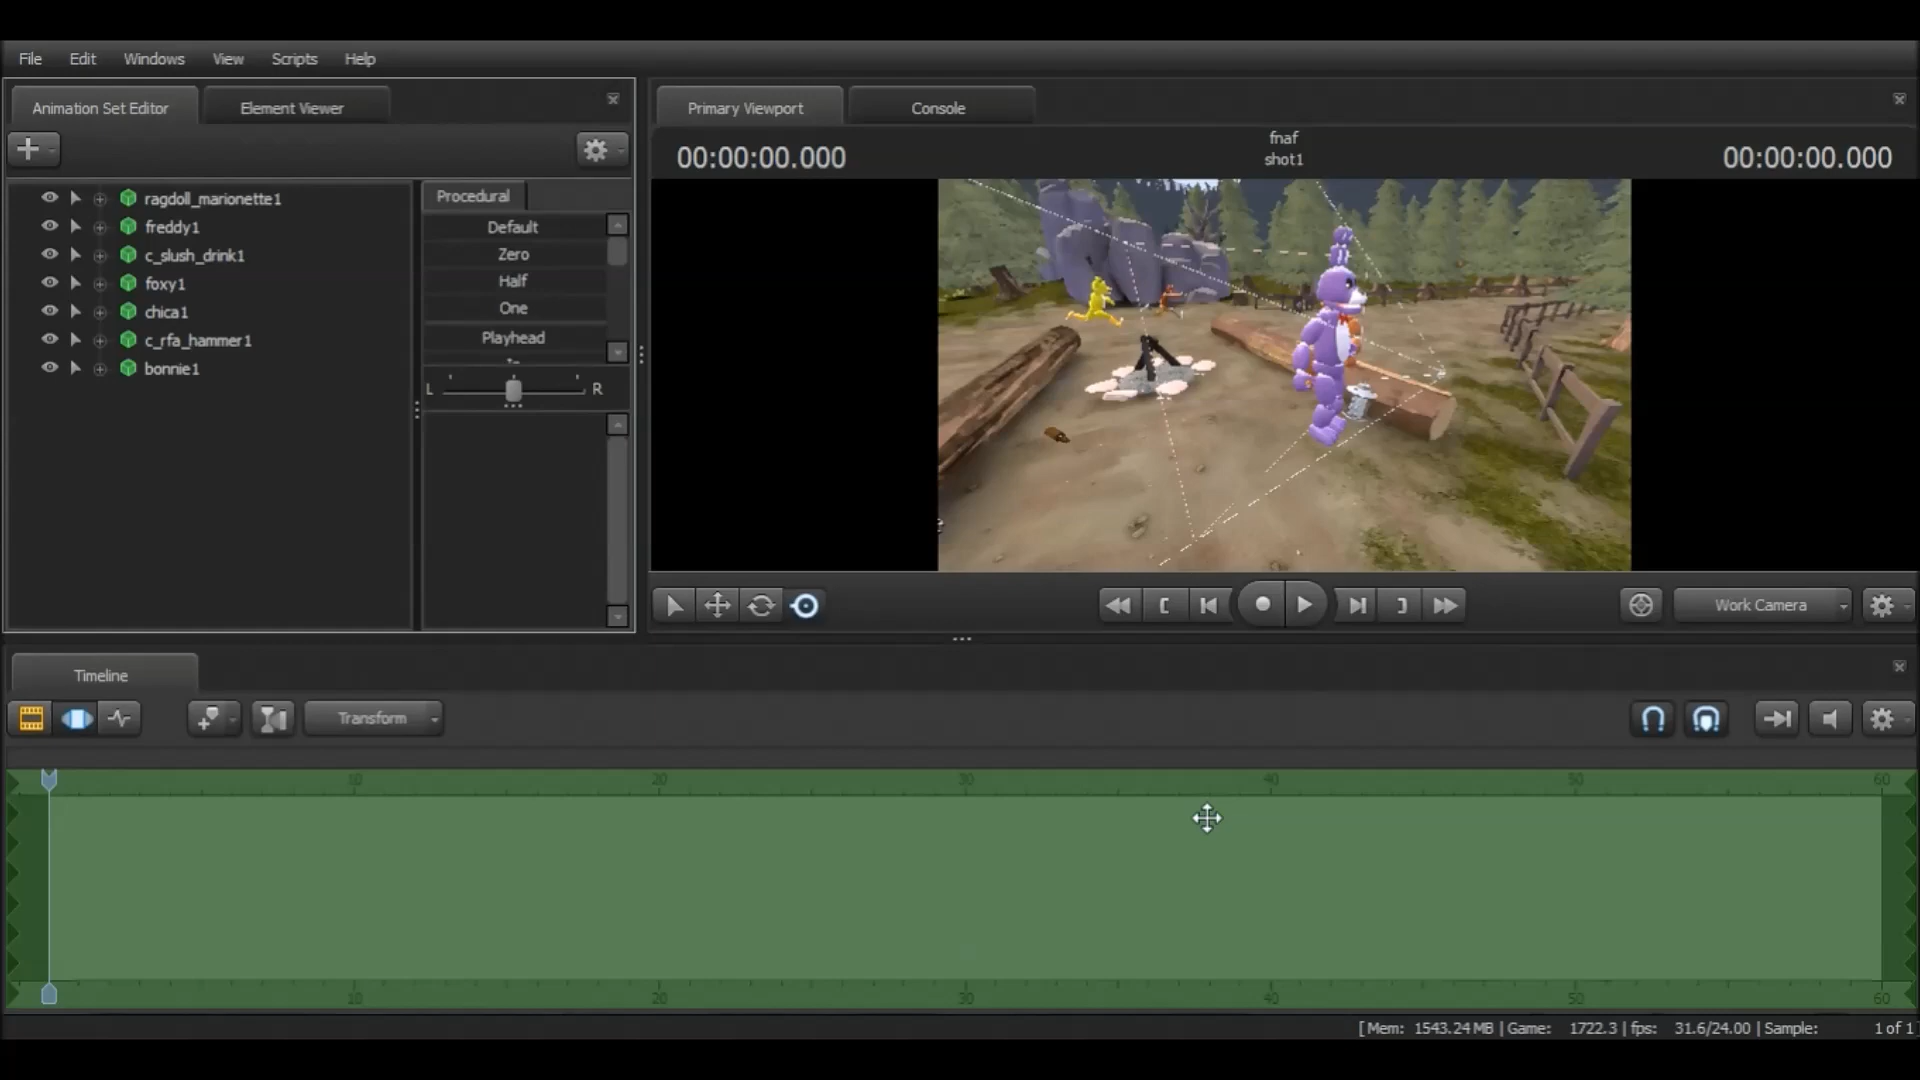 File Edit Windows View Scripts Help
Animation Set Editor Element Viewer
Primary Viewport Console
00:00:00.000
fnaf
shot1
00:00:00.000
ragdoll_marionette1
freddy1
c_slush_drink1
foxy1
chica1
c_rfa_hammer1
bonnie1
Procedural
Default
Zero
Half
One
Playhead
L R
Work Camera
Timeline
Transform
10 20 30 40 50 60
10 20 30 40 50 60
[ Mem: 1543.24 MB | Game: 1722.3 | fps: 31.6/24.00 | Sample: 1 of 1